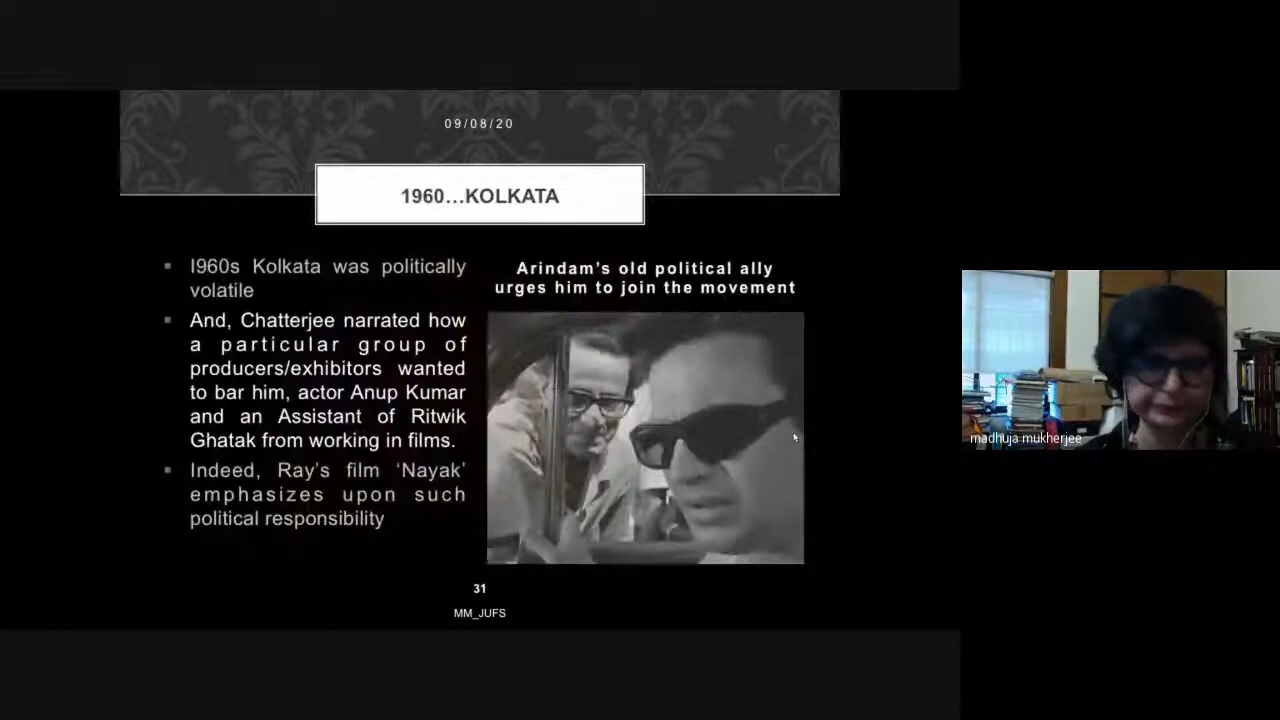 09/08/20
1960...KOLKATA
I960s Kolkata was politically
volatile
And, Chatterjee narrated how
a particular group of
producers/exhibitors wanted
to bar him, actor Anup Kumar
and an Assistant of Ritwik
Ghatak from working in films.
Indeed, Ray's film ‘Nayak’
emphasizes upon such
political responsibility
Arindam's old political ally
urges him to join the movement
31
MM_JUFS
madhuja mukherjee